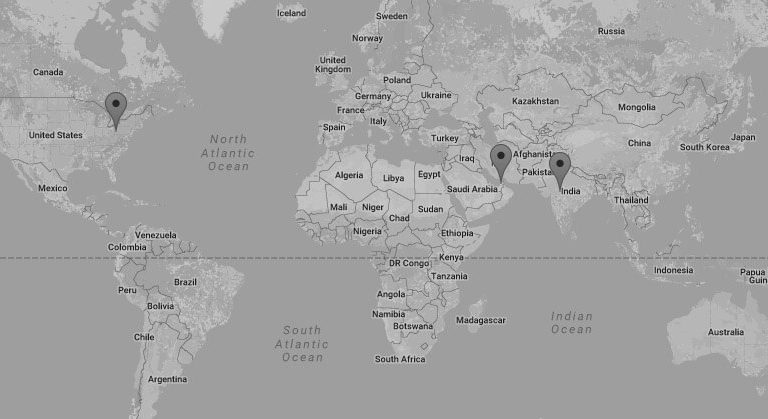 Iceland
Sweden
Russia
Norway
Canada
United
Kingdom
Poland
Germany
Ukraine
Kazakhstan
Mongolia
France
Italy
Spain
United States
North
Atlantic
Ocean
Turkey
Japan
South Korea
China
Iraq
Afghanistan
Pakistan
Algeria
Libya
Egypt
Saudi Arabia
India
Mexico
Thailand
Mali
Niger
Chad
Sudan
Nigeria
Ethiopia
Venezuela
Colombia
Kenya
DR Congo
Tanzania
Indonesia
Papua
Guin
Peru
Brazil
Angola
Bolivia
Namibia
Botswana
Madagascar
Indian
Ocean
South
Atlantic
Ocean
Chile
Australia
South Africa
Argentina